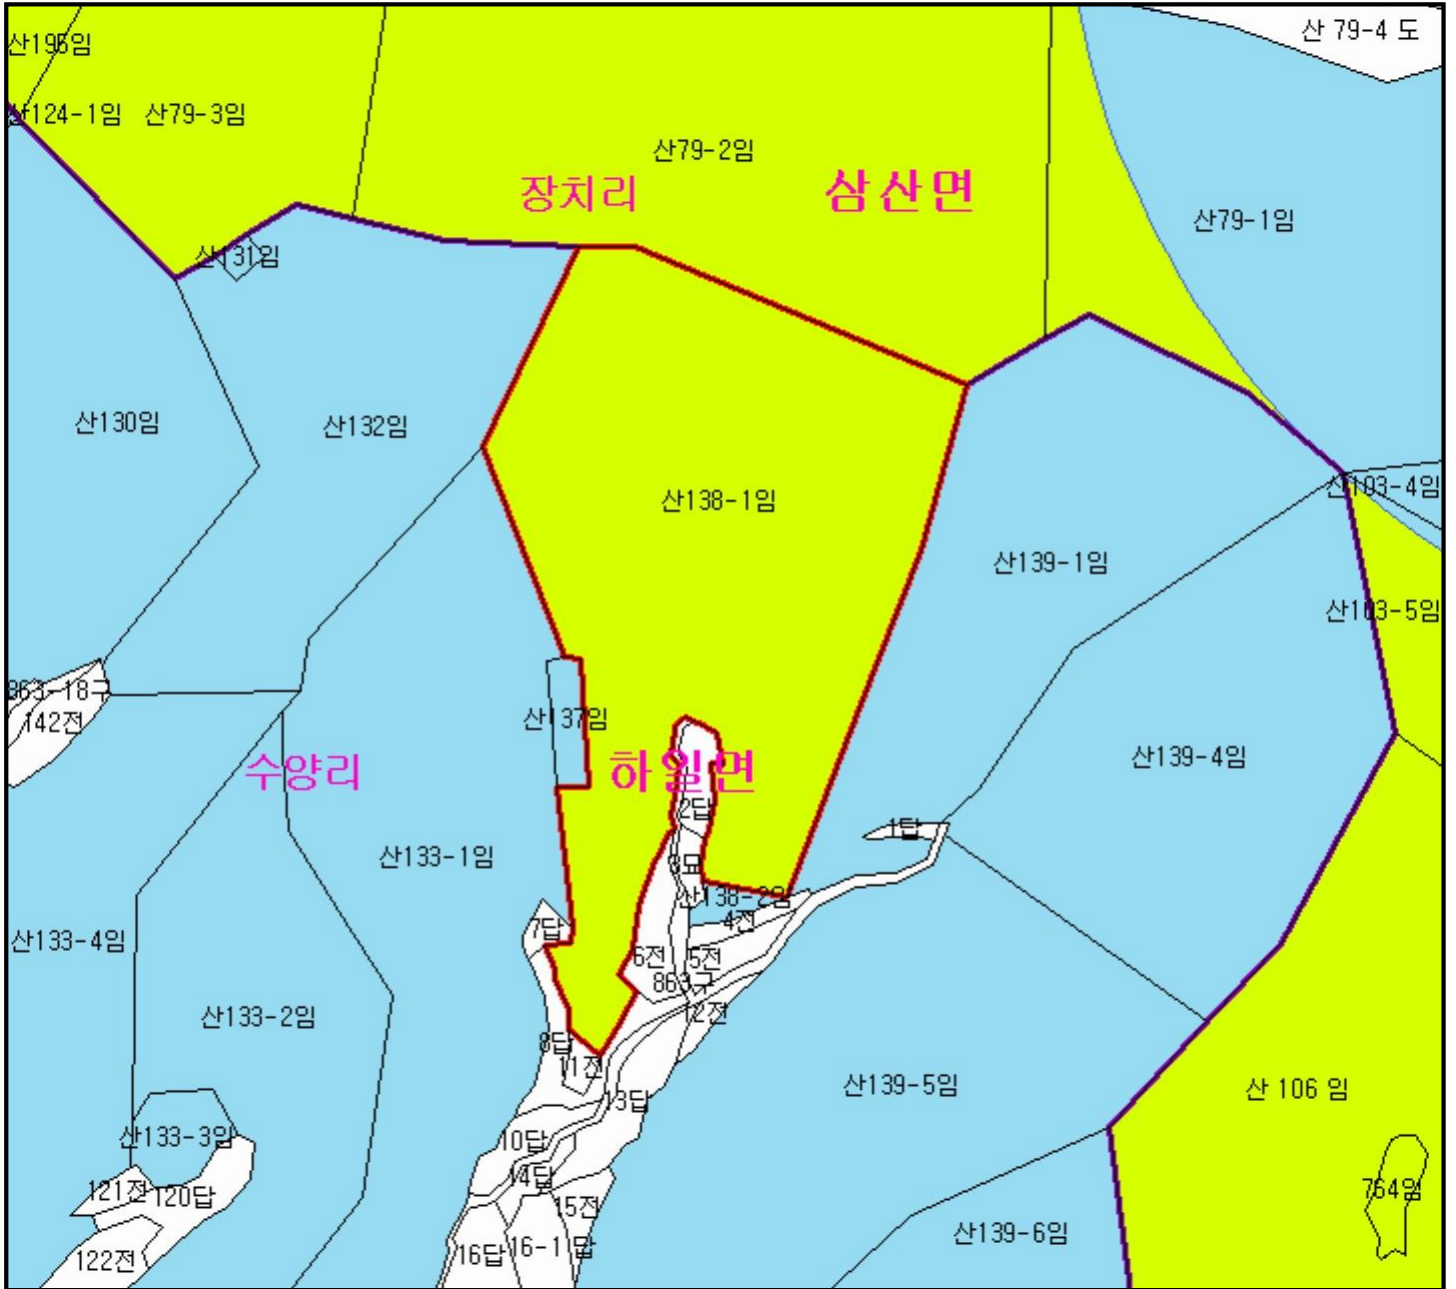 산 79-4 도
산195임
산124-1임
산79-3임
산79-2임
장치리
삼산면
산79-1임
산131임
산130임
산132임
산138-1임
산103-4임
산139-1임
산103-5임
863-18구
142전
산137임
수양리
하일면
산139-4임
2답
1답
산133-1임
3묘
산138-2임
4전
7답
산133-4임
6전
5전
863구
12전
산133-2임
8답
11전
산139-5임
산 106 임
13답
산133-3임
10답
14답
121전
120답
764임
15전
산139-6임
16답
16-1답
122전